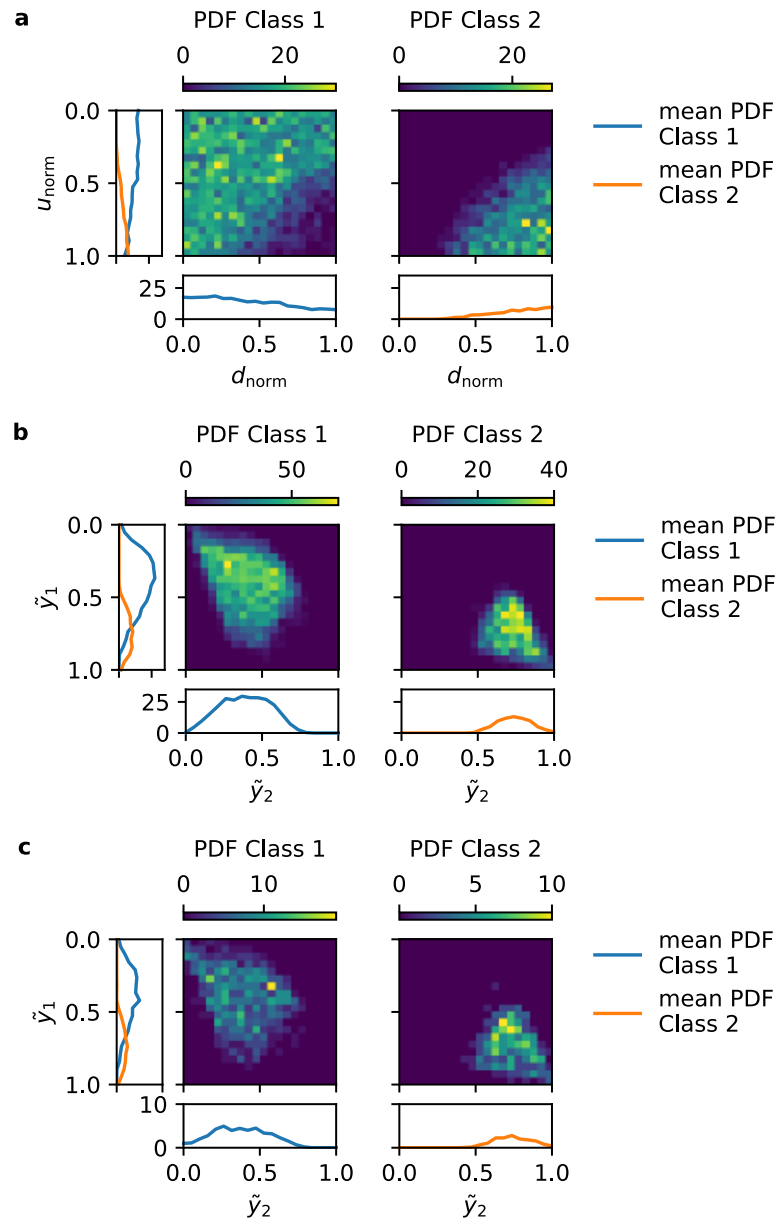 a
PDF Class 1
PDF Class 2
0 20
0 20
0.0
0.5
1.0
u_norm
mean PDF
Class 1
mean PDF
Class 2
25
0
0.0 0.5 1.0
0.0 0.5 1.0
d_norm
d_norm
b
PDF Class 1
PDF Class 2
0 50
0 20 40
0.0
0.5
1.0
ỹ₁
mean PDF
Class 1
mean PDF
Class 2
25
0
0.0 0.5 1.0
0.0 0.5 1.0
ỹ₂
ỹ₂
c
PDF Class 1
PDF Class 2
0 10
0 5 10
0.0
0.5
1.0
ỹ₁
mean PDF
Class 1
mean PDF
Class 2
10
0
0.0 0.5 1.0
0.0 0.5 1.0
ỹ₂
ỹ₂